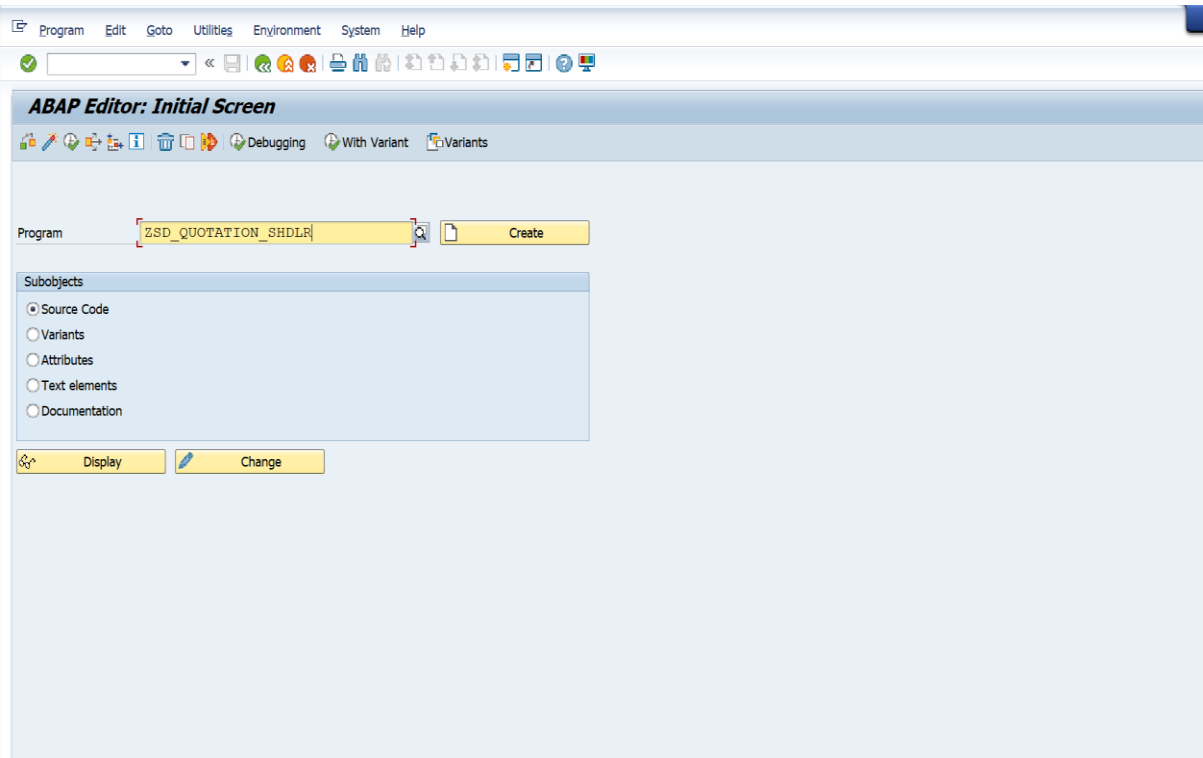 Program Edit Goto Utilities Environment System Help
ABAP Editor: Initial Screen
Debugging With Variant Variants
Program ZSD_QUOTATION_SHDLR Create
Subobjects
Source Code
Variants
Attributes
Text elements
Documentation
Display Change